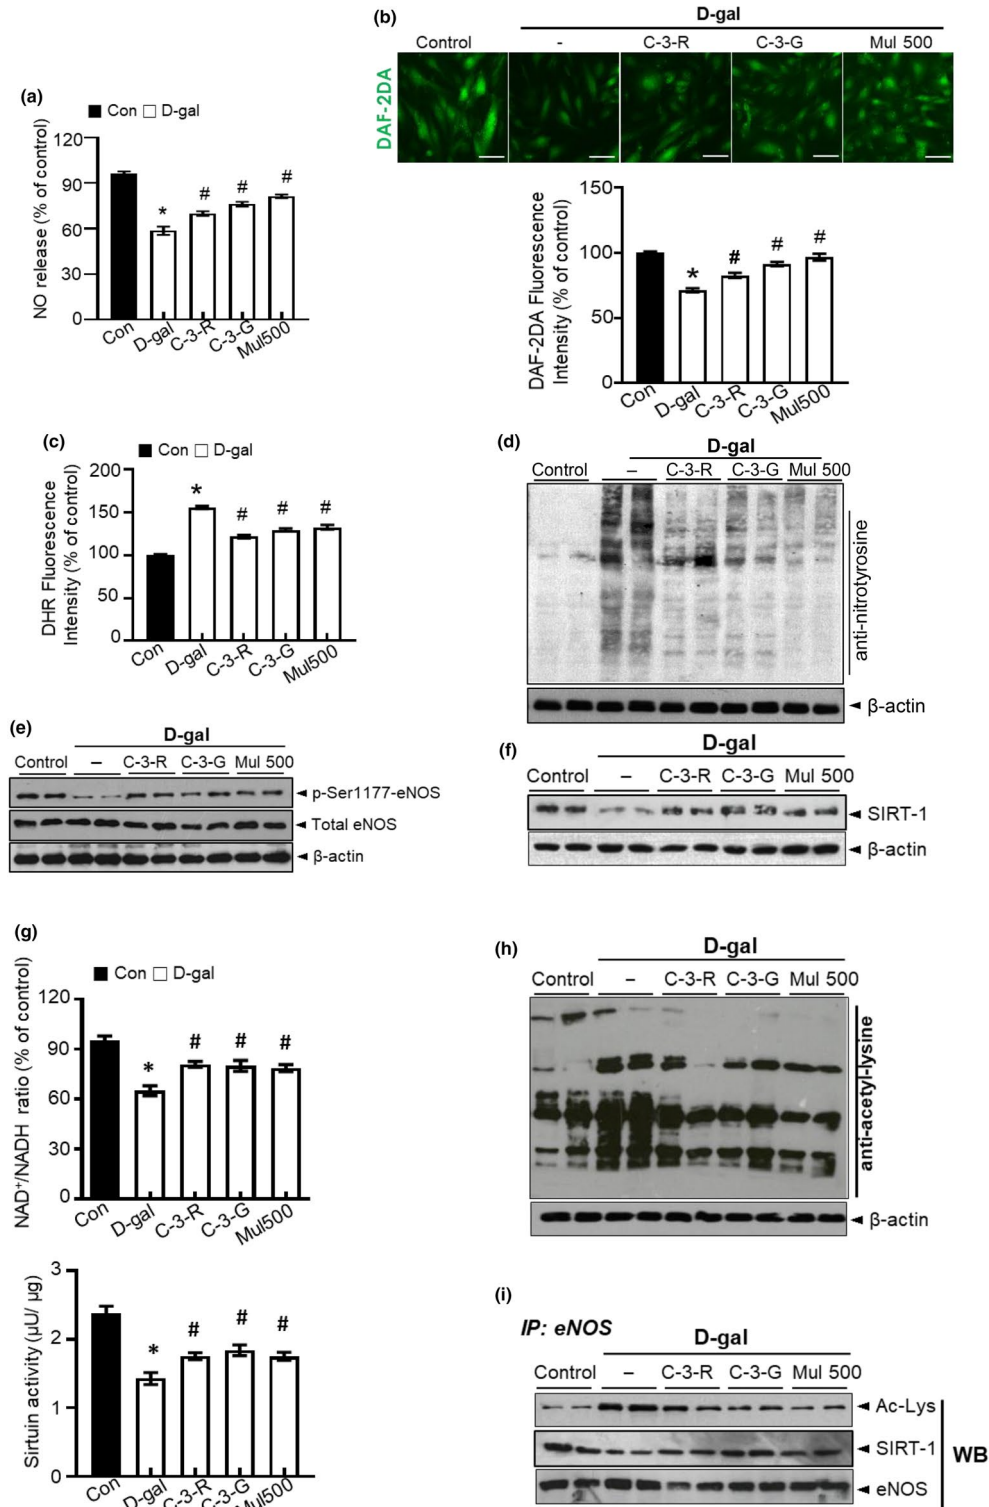 (a)
Con D-gal
NO release (% of control)
120
90
60
30
0
*
#
#
#
Con
D-gal
C-3-R
C-3-G
Mul500
(b)
D-gal
Control - C-3-R C-3-G Mul 500
DAF-2DA
DAF-2DA Fluorescence
Intensity (% of control)
150
100
50
0
*
#
#
#
Con
D-gal
C-3-R
C-3-G
Mul500
(c)
Con D-gal
DHR Fluorescence
Intensity (% of control)
200
150
100
50
0
*
#
#
#
Con
D-gal
C-3-R
C-3-G
Mul500
(d)
D-gal
Control – C-3-R C-3-G Mul 500
anti-nitrotyrosine
β-actin
(e)
D-gal
Control – C-3-R C-3-G Mul 500
p-Ser1177-eNOS
Total eNOS
β-actin
(f)
D-gal
Control – C-3-R C-3-G Mul 500
SIRT-1
β-actin
(g)
Con D-gal
NAD⁺/NADH ratio (% of control)
120
90
60
30
0
*
#
#
#
Con
D-gal
C-3-R
C-3-G
Mul500
Sirtuin activity (µU/ µg)
3
2
1
0
*
#
#
#
Con
D-gal
C-3-R
C-3-G
Mul500
(h)
D-gal
Control – C-3-R C-3-G Mul 500
anti-acetyl-lysine
β-actin
(i)
IP: eNOS
D-gal
Control – C-3-R C-3-G Mul 500
Ac-Lys
SIRT-1
eNOS
WB